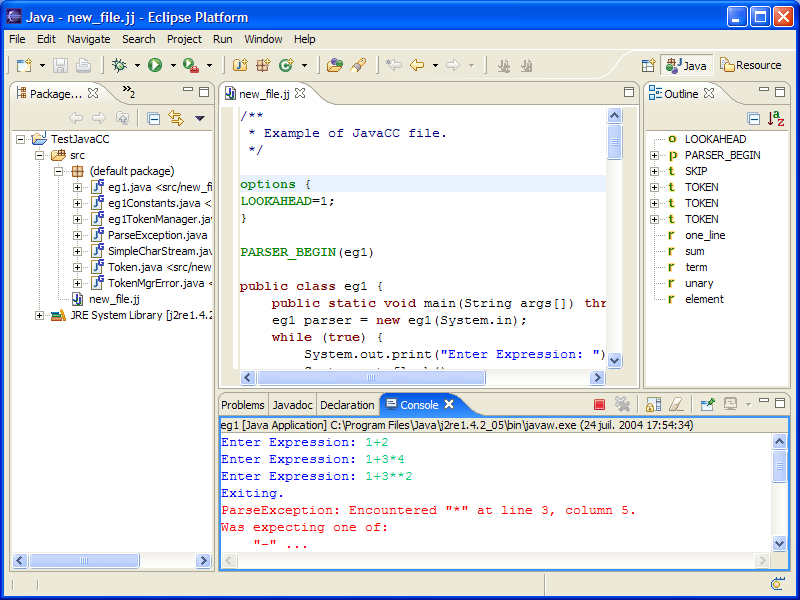 Java - new_file.jj - Eclipse Platform
File Edit Navigate Search Project Run Window Help
Java Resource
Package... »2
TestJavaCC
src
(default package)
eg1.java <src/new_fi
eg1Constants.java <
eg1TokenManager.jav
ParseException.java
SimpleCharStream.jav
Token.java <src/new
TokenMgrError.java <
new_file.jj
JRE System Library [j2re1.4.2
new_file.jj
/**
* Example of JavaCC file.
*/
options {
LOOKAHEAD=1;
}
PARSER_BEGIN(eg1)
public class eg1 {
public static void main(String args[]) thr
eg1 parser = new eg1(System.in);
while (true) {
System.out.print("Enter Expression: ")
Outline
LOOKAHEAD
PARSER_BEGIN
SKIP
TOKEN
TOKEN
TOKEN
one_line
sum
term
unary
element
Problems Javadoc Declaration Console
eg1 [Java Application] C:\Program Files\Java\j2re1.4.2_05\bin\javaw.exe (24 juil. 2004 17:54:34)
Enter Expression: 1+2
Enter Expression: 1+3*4
Enter Expression: 1+3**2
Exiting.
ParseException: Encountered "*" at line 3, column 5.
Was expecting one of:
"-" ...